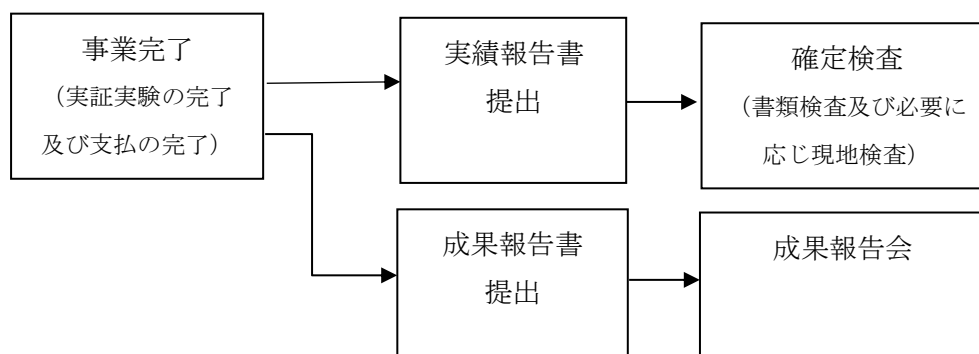 事業完了
（実証実験の完了
及び支払の完了）
実績報告書
提出
確定検査
（書類検査及び必要に
応じ現地検査）
成果報告書
提出
成果報告会